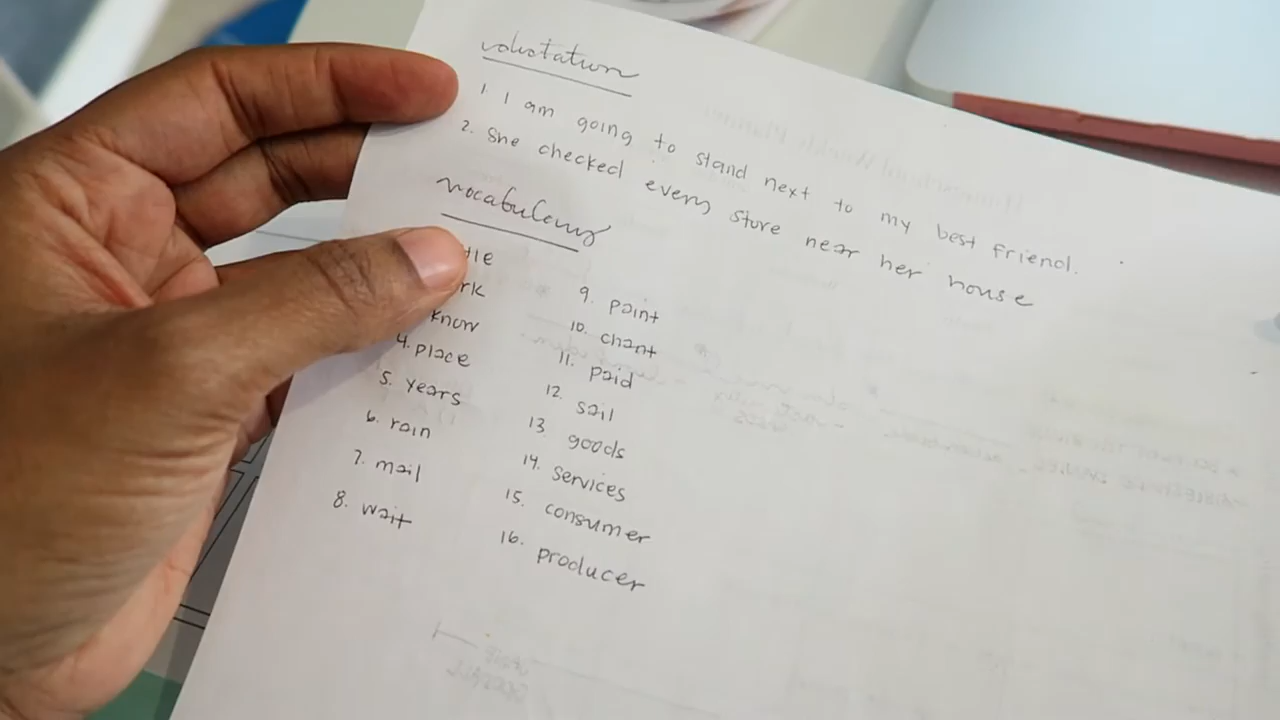 1. I am going to stand next to my best friend.
2. She checked every store near her house
vocabulary
know
4. place
5. years
6. rain
7. mail
8. wait
9. paint
10. chant
11. paid
12. sail
13 goods
14. services
15. consumer
16. producer